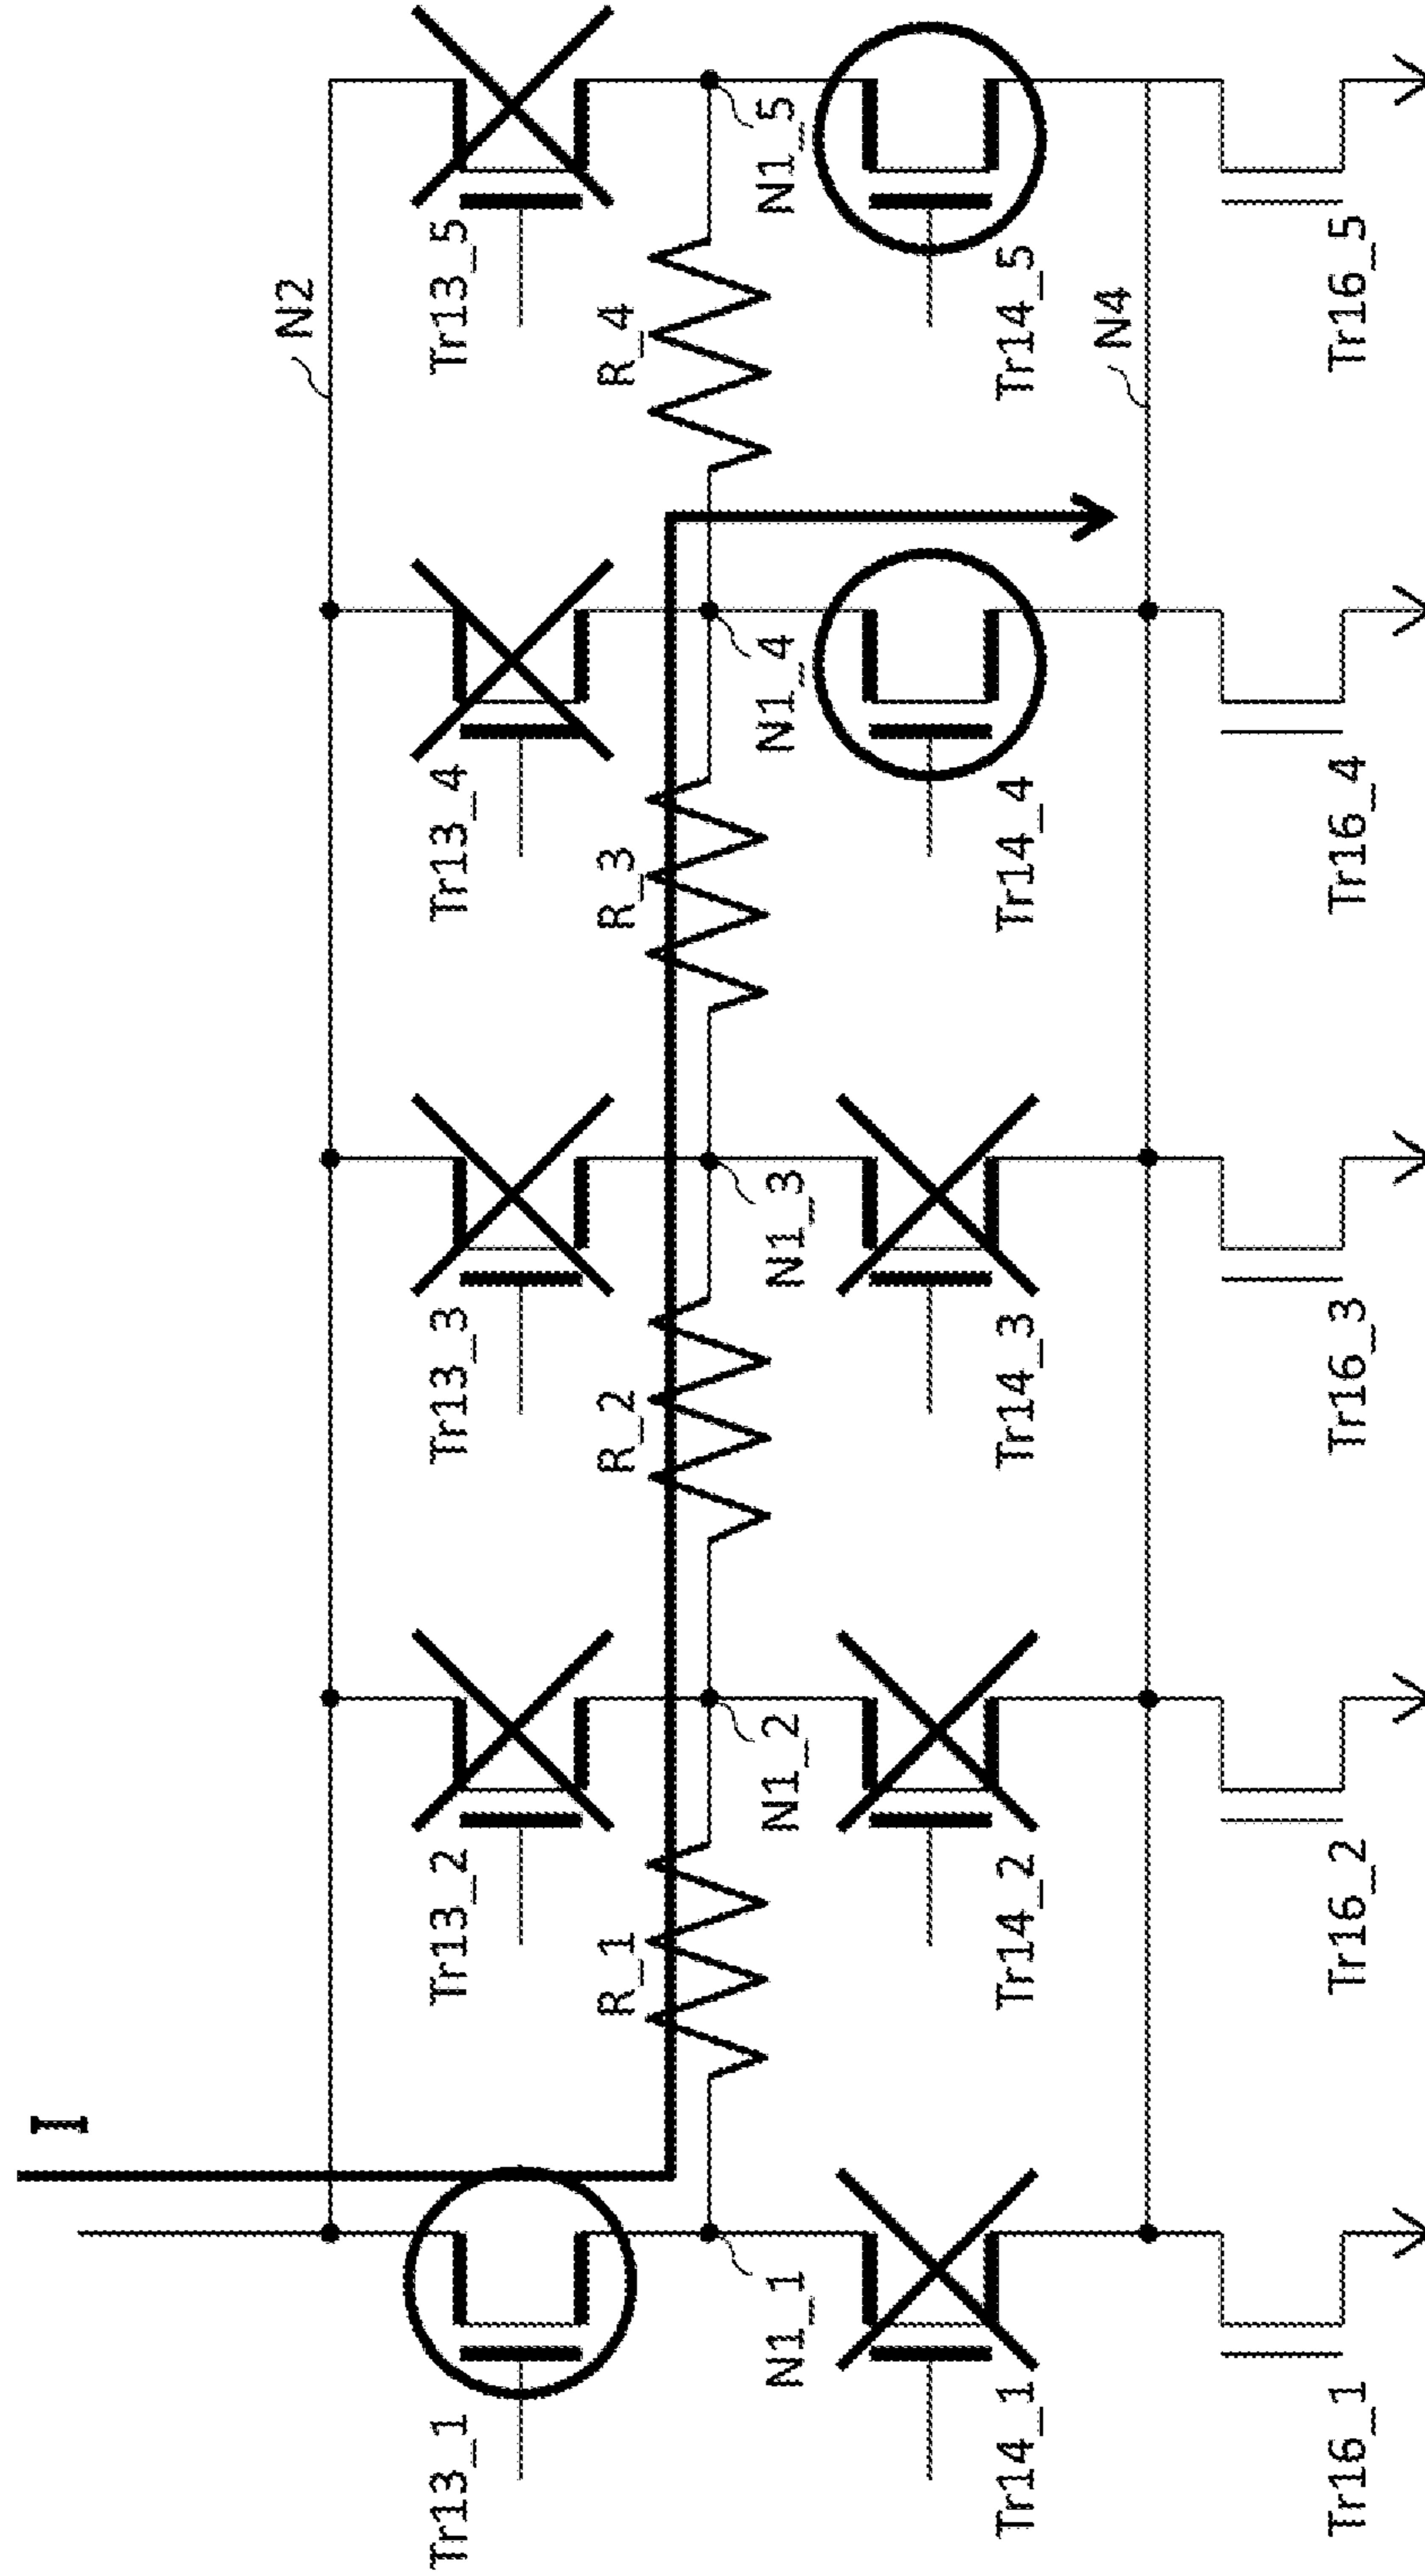 I
N2
Tr13_1
Tr13_2
Tr13_3
Tr13_4
Tr13_5
R_1
R_2
R_3
R_4
N1_1
N1_2
N1_3
N1_4
N1_5
Tr14_1
Tr14_2
Tr14_3
Tr14_4
Tr14_5
N4
Tr16_1
Tr16_2
Tr16_3
Tr16_4
Tr16_5